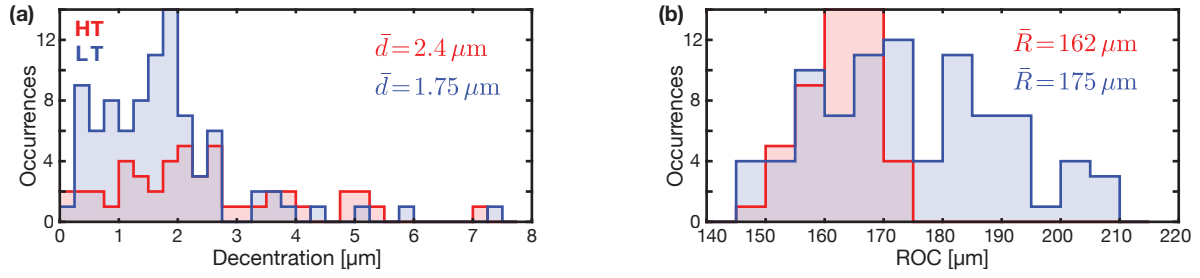 (a)
HT
LT
d̄=2.4 μm
d̄=1.75 μm
Occurrences
12
8
4
0
0 1 2 3 4 5 6 7 8
Decentration [μm]
(b)
R̄=162 μm
R̄=175 μm
Occurrences
12
8
4
0
140 150 160 170 180 190 200 210 220
ROC [μm]